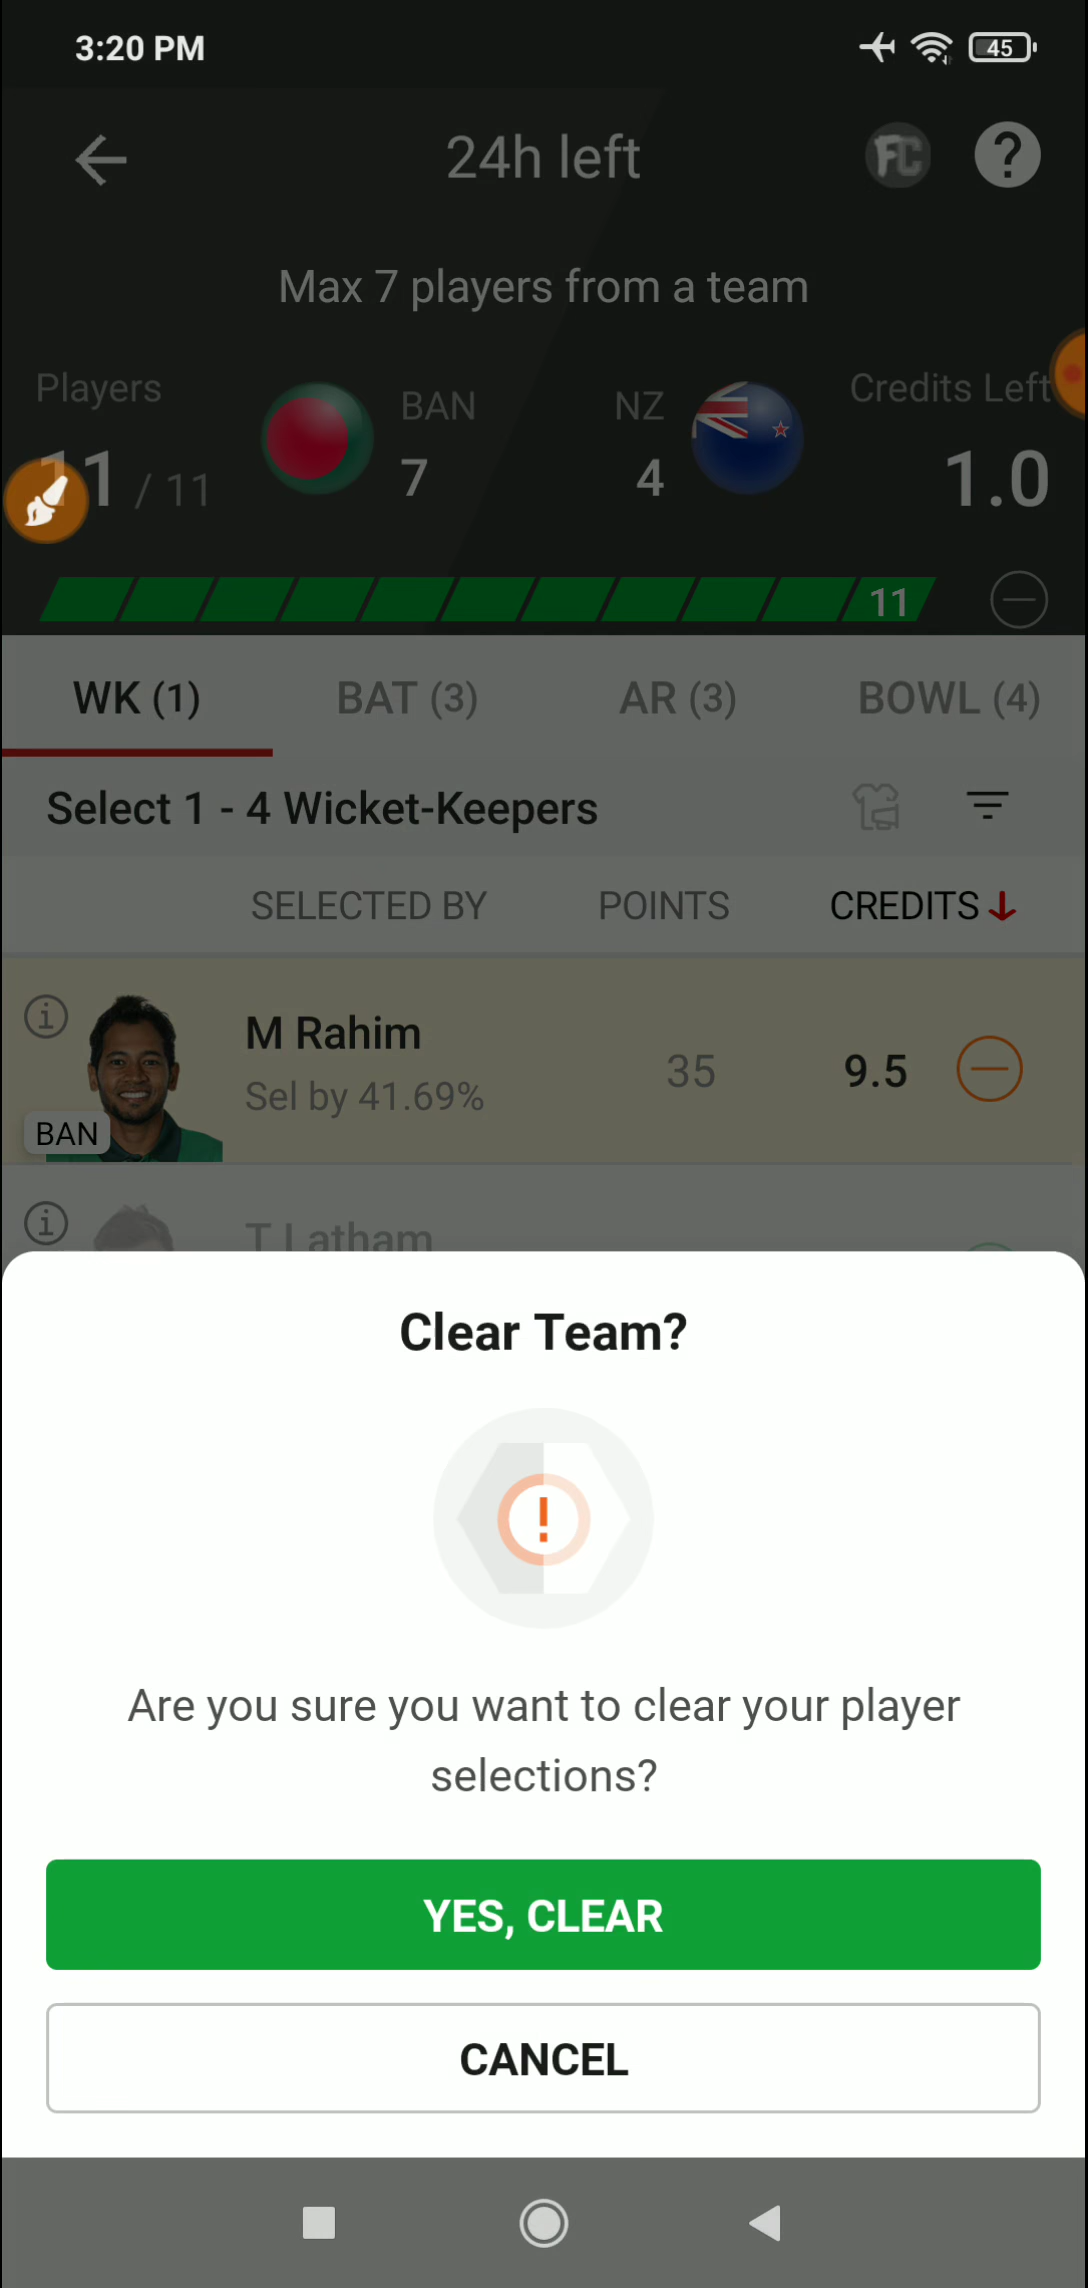 3:20 PM
45
24h left
FC
?
Max 7 players from a team
Players
BAN
NZ
Credits Left
11 / 11
7
4
1.0
11
WK (1)
BAT (3)
AR (3)
BOWL (4)
Select 1 - 4 Wicket-Keepers
SELECTED BY
POINTS
CREDITS
i
M Rahim
Sel by 41.69%
35
9.5
BAN
i
T Latham
Clear Team?
!
Are you sure you want to clear your player
selections?
YES, CLEAR
CANCEL